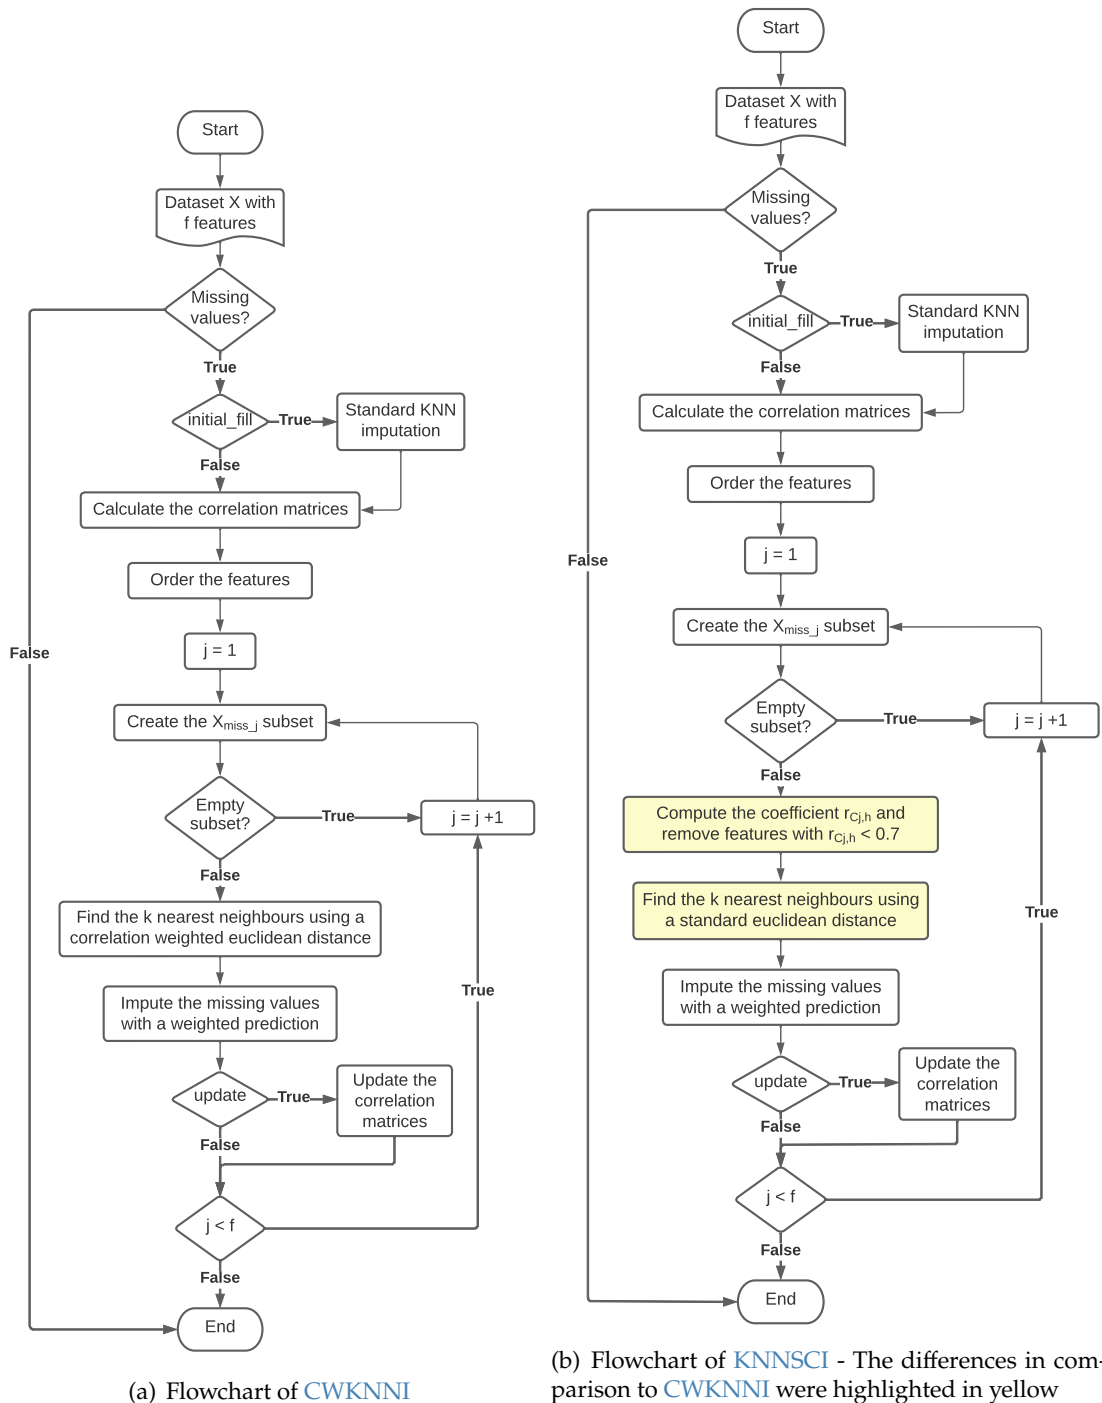 Start
Dataset X with
f features
Missing
values?
True
initial_fill
True
Standard KNN
imputation
False
Calculate the correlation matrices
Order the features
j = 1
False
Create the Xmiss_j subset
Empty
subset?
True
j = j +1
False
Find the k nearest neighbours using a
correlation weighted euclidean distance
Impute the missing values
with a weighted prediction
True
update
True
Update the
correlation
matrices
False
j < f
False
End
(a) Flowchart of CWKNNI
Start
Dataset X with
f features
Missing
values?
True
initial_fill
True
Standard KNN
imputation
False
Calculate the correlation matrices
Order the features
j = 1
False
Create the Xmiss_j subset
Empty
subset?
True
j = j +1
False
Compute the coefficient rCj,h and
remove features with rCj,h < 0.7
Find the k nearest neighbours using
a standard euclidean distance
True
Impute the missing values
with a weighted prediction
update
True
Update the
correlation
matrices
False
j < f
False
End
(b) Flowchart of KNNSCI - The differences in com-
parison to CWKNNI were highlighted in yellow